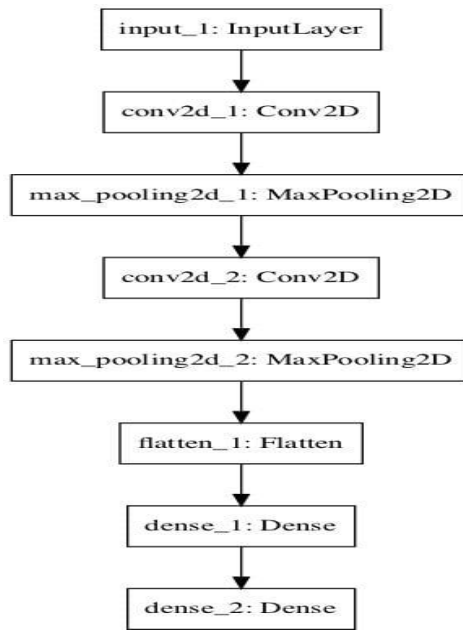 input_1: InputLayer
conv2d_1: Conv2D
max_pooling2d_1: MaxPooling2D
conv2d_2: Conv2D
max_pooling2d_2: MaxPooling2D
flatten_1: Flatten
dense_1: Dense
dense_2: Dense